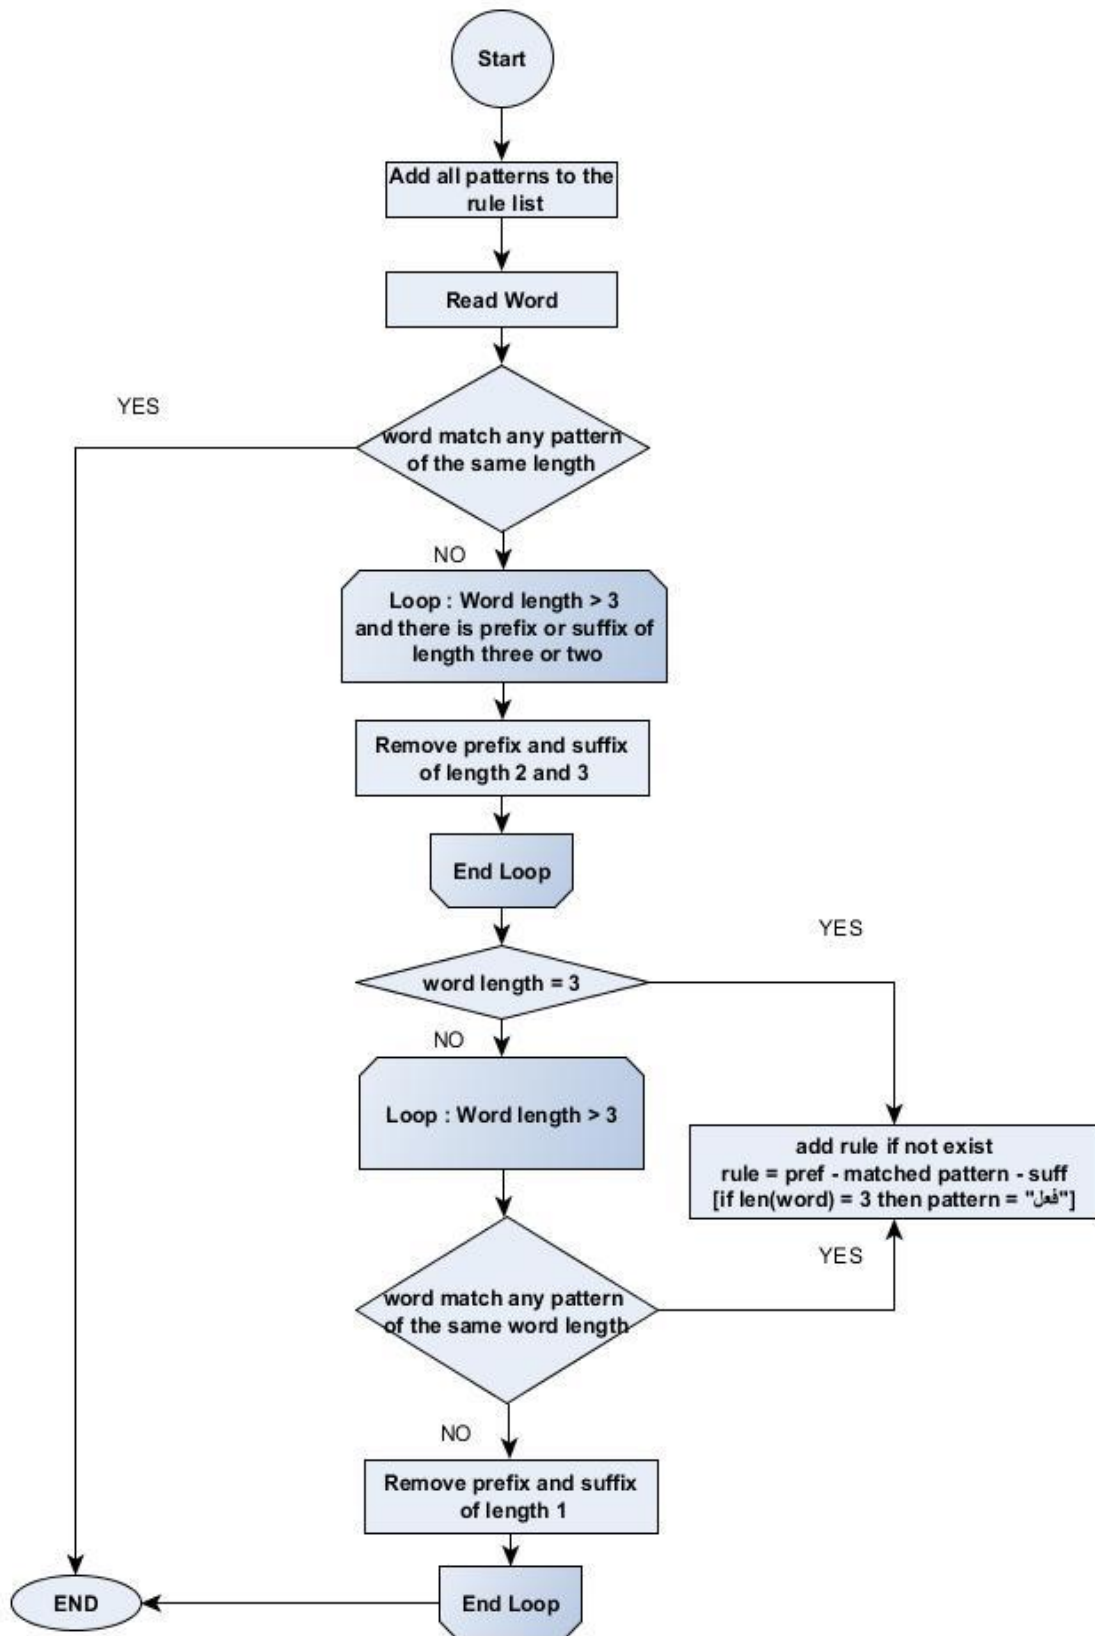 Start
Add all patterns to the
rule list
Read Word
YES
word match any pattern
of the same length
NO
Loop : Word length > 3
and there is prefix or suffix of
length three or two
Remove prefix and suffix
of length 2 and 3
End Loop
YES
word length = 3
NO
Loop : Word length > 3
add rule if not exist
rule = pref - matched pattern - suff
[if len(word) = 3 then pattern = "فعل"]
YES
word match any pattern
of the same word length
NO
Remove prefix and suffix
of length 1
END
End Loop